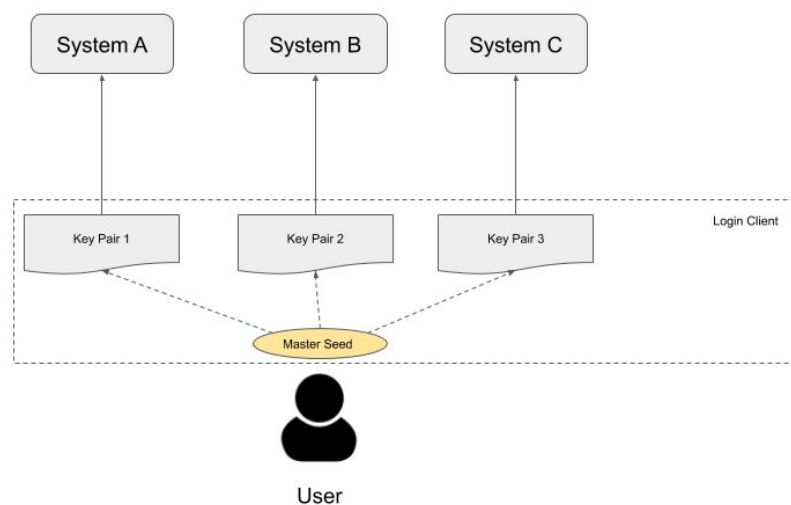 System A
System B
System C
Login Client
Key Pair 1
Key Pair 2
Key Pair 3
Master Seed
User